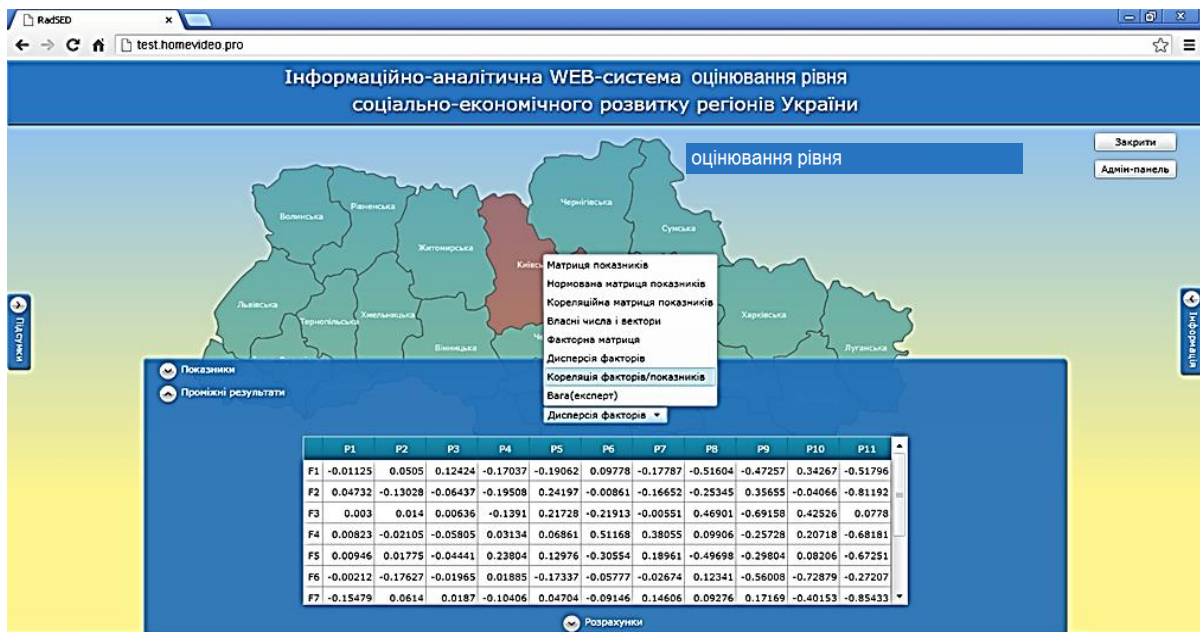 RadSED
test.homevideo.pro
Інформаційно-аналітична WEB-система оцінювання рівня
соціально-економічного розвитку регіонів України
оцінювання рівня
Закрити
Адмін-панель
Волинська
Рівненська
Житомирська
Чернігівська
Сумська
Львівська
Тернопільська
Хмельницька
Вінницька
Харківська
Луганська
Підсумки
Інформація
Матриця показників
Нормована матриця показників
Кореляційна матриця показників
Власні числа і вектори
Факторна матриця
Дисперсія факторів
Кореляція факторів/показників
Вага(експерт)
Дисперсія факторів
Показники
Проміжні результати
P1 P2 P3 P4 P5 P6 P7 P8 P9 P10 P11
F1 -0.01125 0.0505 0.12424 -0.17037 -0.19062 0.09778 -0.17787 -0.51604 -0.47257 0.34267 -0.51796
F2 0.04732 -0.13028 -0.06437 -0.19508 0.24197 -0.00861 -0.16652 -0.25345 0.35655 -0.04066 -0.81192
F3 0.003 0.014 0.00636 -0.1391 0.21728 -0.21913 -0.00551 0.46901 -0.69158 0.42526 0.0778
F4 0.00823 -0.02105 -0.05805 0.03134 0.06861 0.51168 0.38055 0.09906 -0.25728 0.20718 -0.68181
F5 0.00946 0.01775 -0.04441 0.23804 0.12976 -0.30554 0.18961 -0.49698 -0.29804 0.08206 -0.67251
F6 -0.00212 -0.17627 -0.01965 0.01885 -0.17337 -0.05777 -0.02674 0.12341 -0.56008 -0.72879 -0.27207
F7 -0.15479 0.0614 0.0187 -0.10406 0.04704 -0.09146 0.14606 0.09276 0.17169 -0.40153 -0.85433
Розрахунки